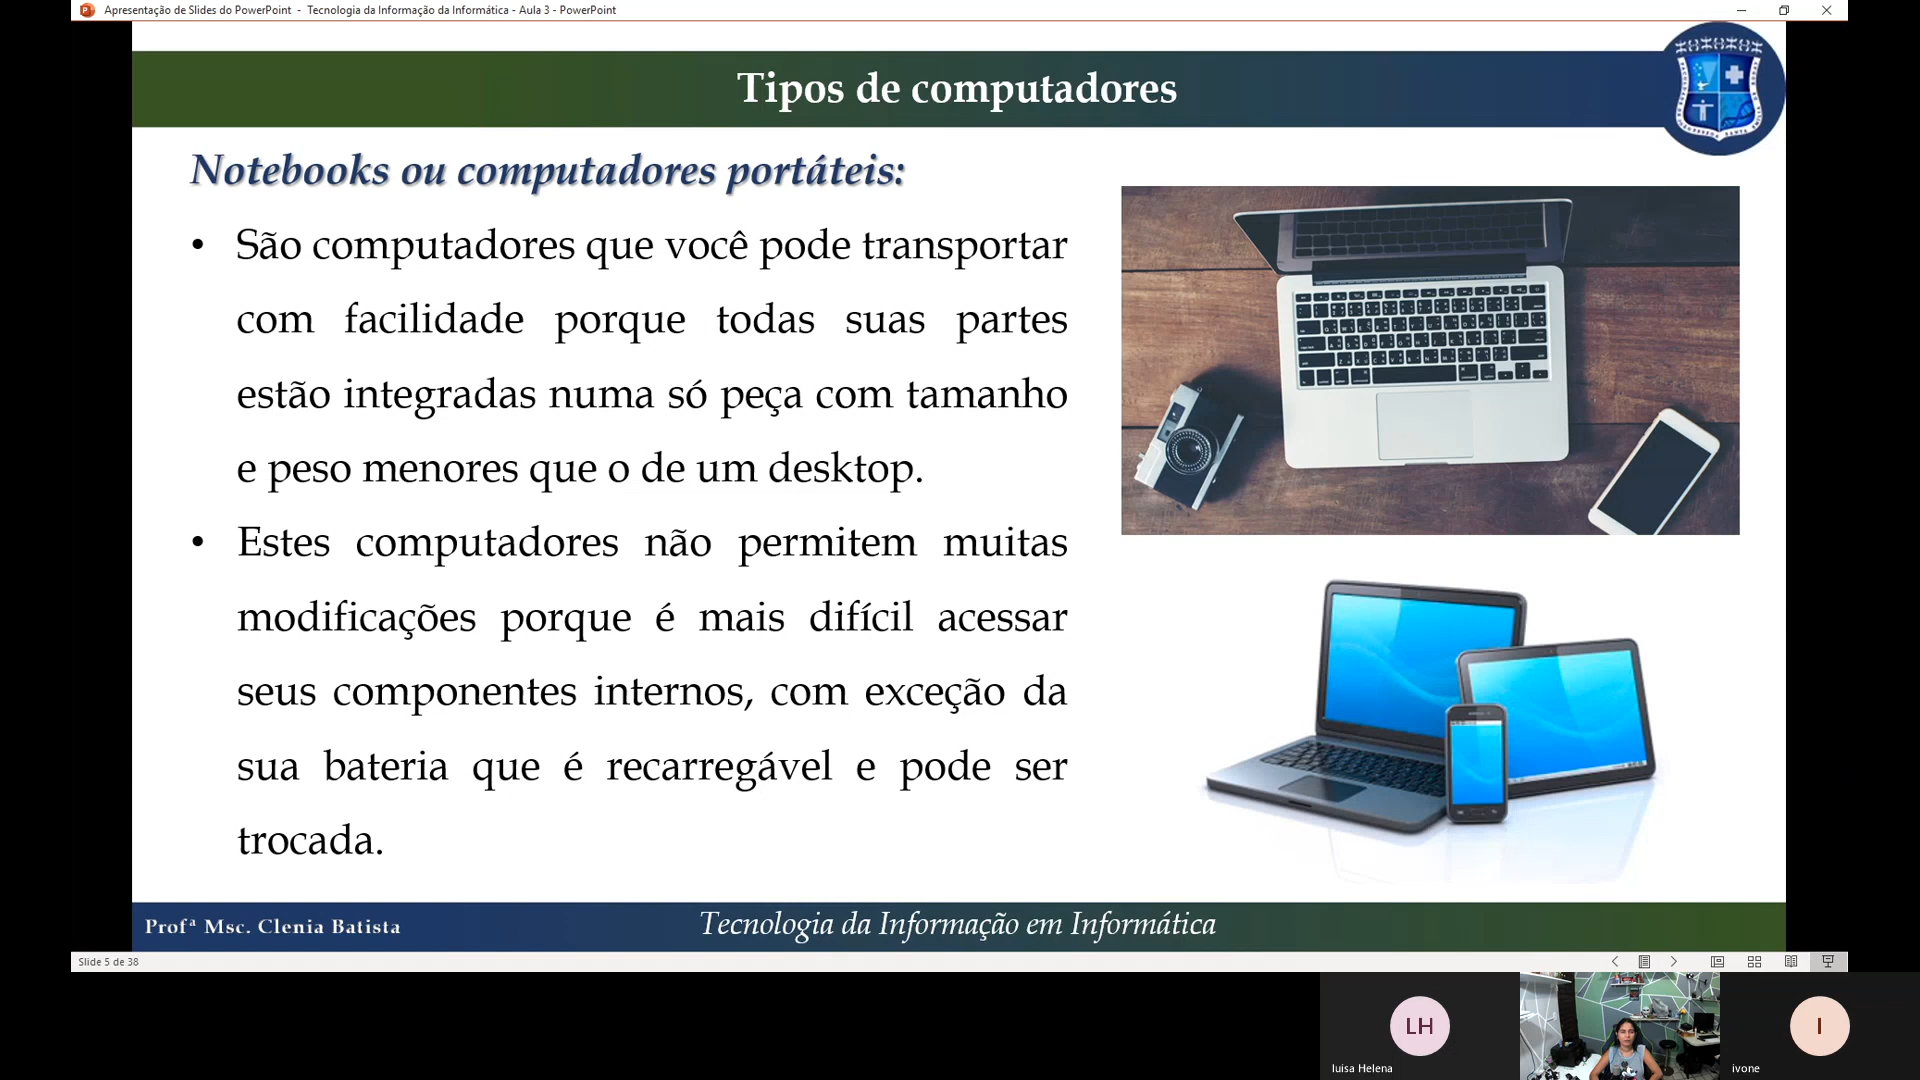 Apresentação de Slides do PowerPoint - Tecnologia da Informação da Informática - Aula 3 - PowerPoint
Tipos de computadores
Notebooks ou computadores portáteis:
• São computadores que você pode transportar
com facilidade porque todas suas partes
estão integradas numa só peça com tamanho
e peso menores que o de um desktop.
• Estes computadores não permitem muitas
modificações porque é mais difícil acessar
seus componentes internos, com exceção da
sua bateria que é recarregável e pode ser
trocada.
Profª Msc. Clenia Batista
Tecnologia da Informação em Informática
Slide 5 de 38
LH
I
luisa Helena
ivone